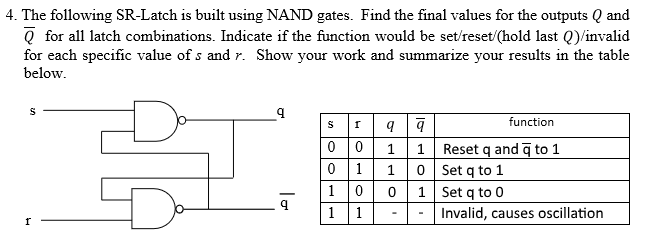 4. The following SR-Latch is built using NAND gates. Find the final values for the outputs Q and
Q̅ for all latch combinations. Indicate if the function would be set/reset/(hold last Q)/invalid
for each specific value of s and r. Show your work and summarize your results in the table
below.
s
q
q̅
r
s r q q̅ function
0 0 1 1 Reset q and q̅ to 1
0 1 1 0 Set q to 1
1 0 0 1 Set q to 0
1 1 - - Invalid, causes oscillation